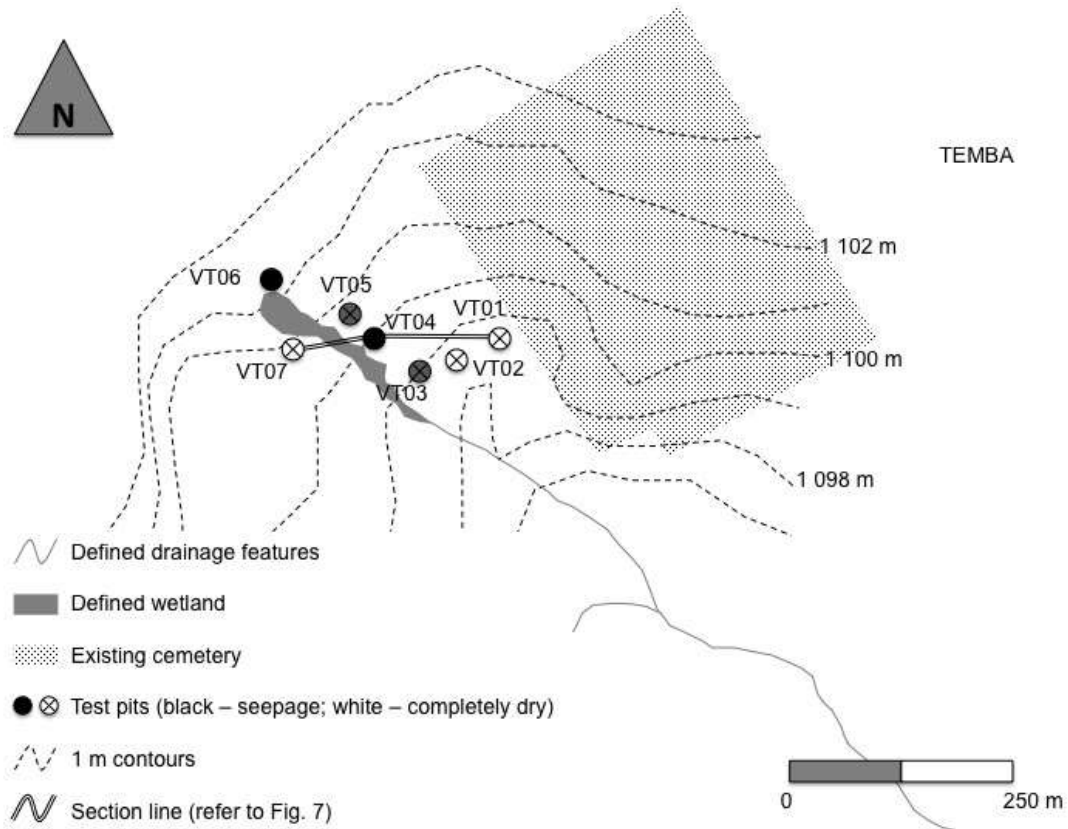 N
TEMBA
1 102 m
VT06
VT05
VT01
VT04
1 100 m
VT07
VT02
VT03
1 098 m
Defined drainage features
Defined wetland
Existing cemetery
Test pits (black – seepage; white – completely dry)
1 m contours
Section line (refer to Fig. 7)
0
250 m